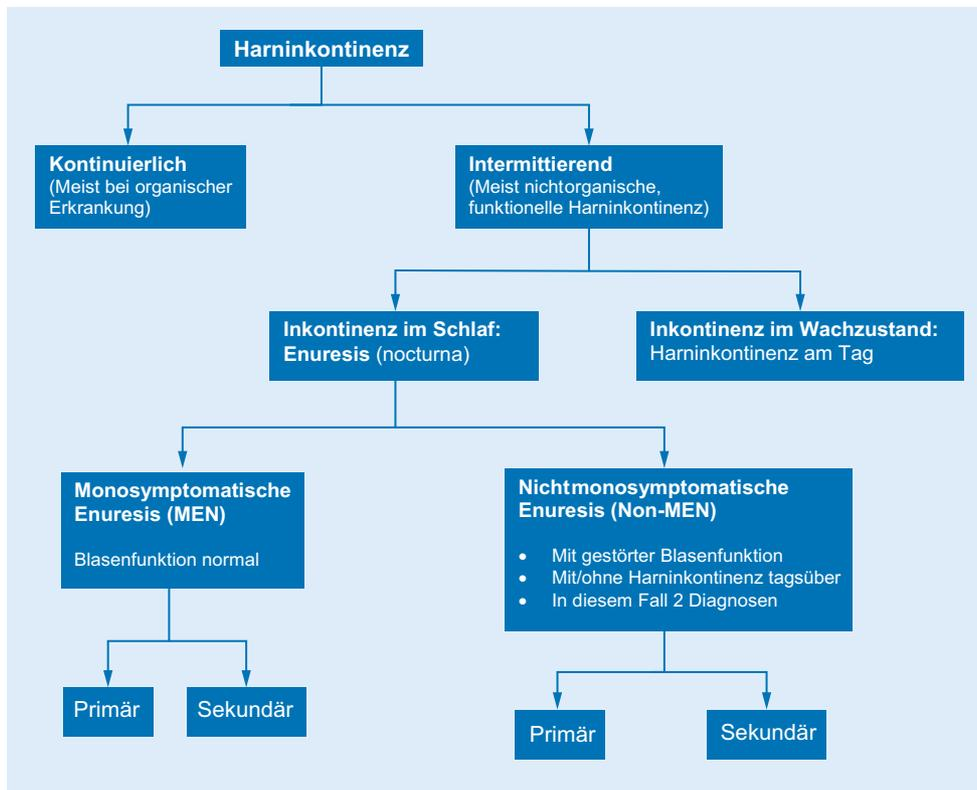 Harninkontinenz
Kontinuierlich
(Meist bei organischer
Erkrankung)
Intermittierend
(Meist nichtorganische,
funktionelle Harninkontinenz)
Inkontinenz im Schlaf:
Enuresis (nocturna)
Inkontinenz im Wachzustand:
Harninkontinenz am Tag
Monosymptomatische
Enuresis (MEN)
Blasenfunktion normal
Nichtmonosymptomatische
Enuresis (Non-MEN)
• Mit gestörter Blasenfunktion
• Mit/ohne Harninkontinenz tagsüber
• In diesem Fall 2 Diagnosen
Primär
Sekundär
Primär
Sekundär